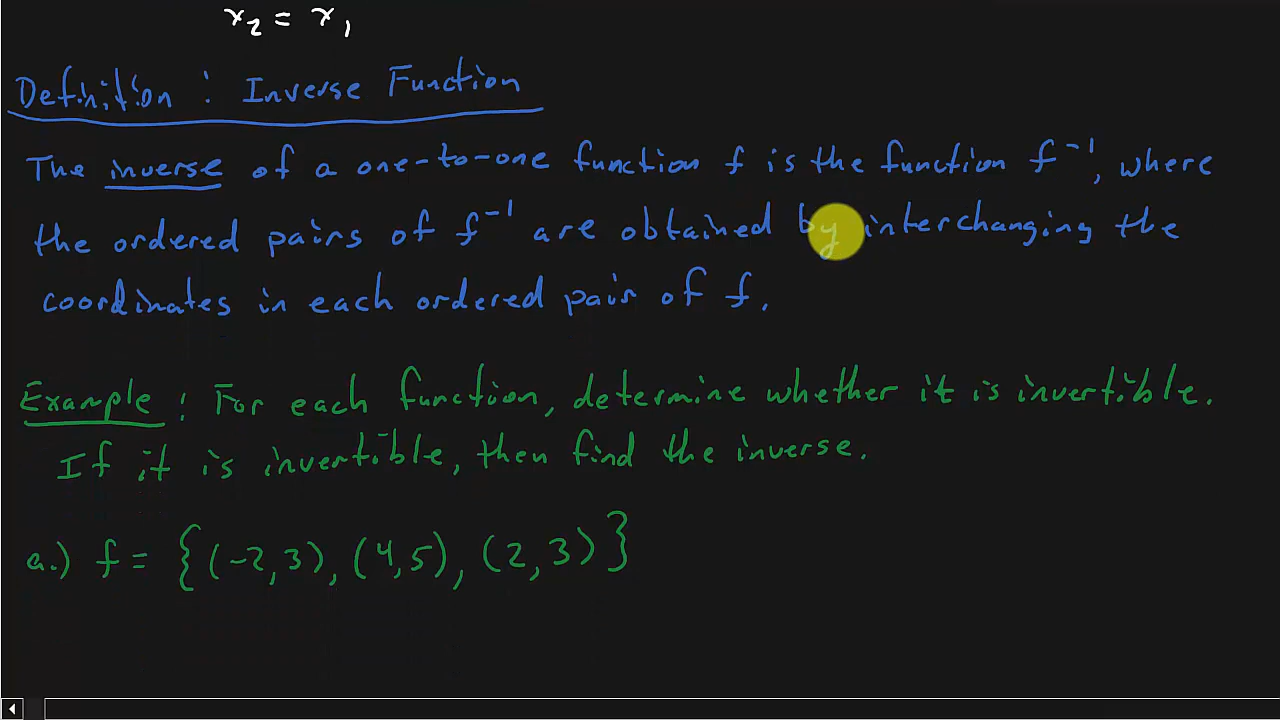 x₂ = x₁
Definition: Inverse Function
The inverse of a one-to-one function f is the function f⁻¹, where
the ordered pairs of f⁻¹ are obtained by interchanging the
coordinates in each ordered pair of f.
Example: For each function, determine whether it is invertible.
If it is invertible, then find the inverse.
a.) f = {(-2,3), (4,5), (2,3)}